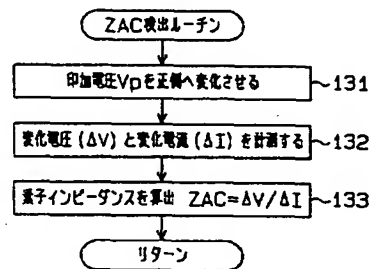 ZAC検出ルーチン
印加電圧Vpを正側へ変化させる
131
変化電圧(ΔV)と変化電流(ΔI)を計測する
132
素子インピーダンスを算出 ZAC=ΔV/ΔI
133
リターン